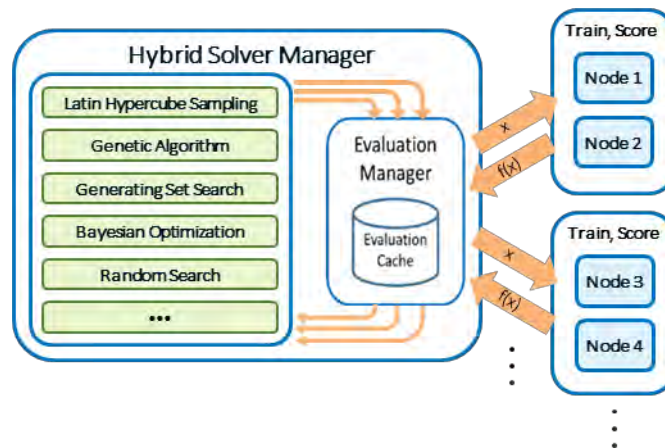 Hybrid Solver Manager
Latin Hypercube Sampling
Genetic Algorithm
Generating Set Search
Bayesian Optimization
Random Search
•••
Evaluation
Manager
Evaluation
Cache
x
f(x)
x
f(x)
Train, Score
Node 1
Node 2
Train, Score
Node 3
Node 4